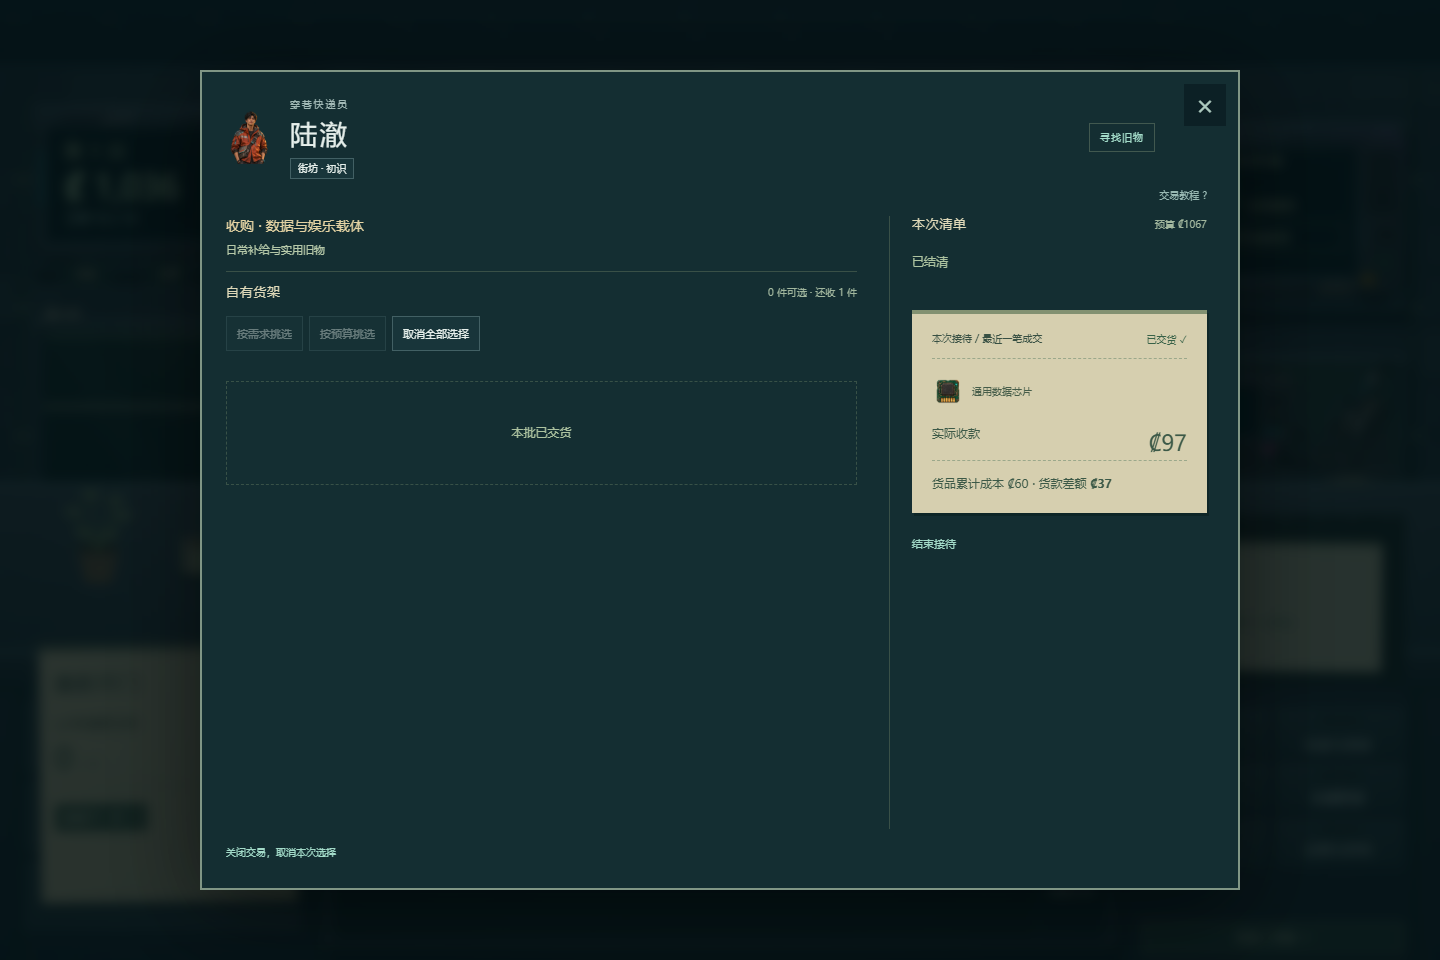 穿巷快递员
陆澈
街坊 · 初识
寻找旧物
交易教程 ?
收购 · 数据与娱乐载体
日常补给与实用旧物
自有货架
0 件可选 · 还收 1 件
按需求挑选
按预算挑选
取消全部选择
本批已交货
本次清单
预算 ₡1067
已结清
本次接待 / 最近一笔成交
已交货 ✓
通用数据芯片
实际收款
₡97
货品累计成本 ₡60 · 货款差额 ₡37
结束接待
关闭交易，取消本次选择